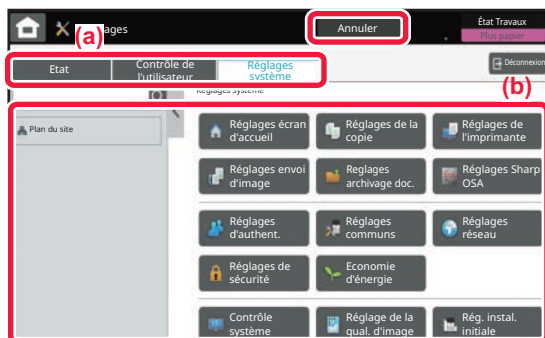 Annuler
État Travaux
Plus papier
(a)
Etat
Contrôle de
l'utilisateur
Réglages
système
Déconnexion
(b)
Réglages système
Plan du site
Réglages écran
d'accueil
Réglages de la
copie
Réglages de
l'imprimante
Réglages envoi
d'image
Reglages
archivage doc.
Réglages Sharp
OSA
Réglages
d'authent.
Réglages
communs
Réglages
réseau
Réglages de
sécurité
Economie
d'énergie
Contrôle
système
Réglage de la
qual. d'image
Rég. instal.
initiale